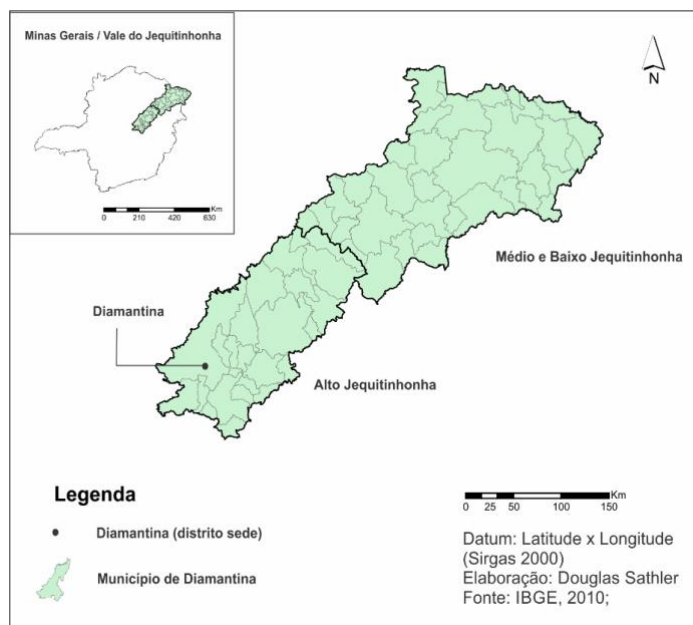 Minas Gerais / Vale do Jequitinhonha
Km
0 210 420 630
N
Médio e Baixo Jequitinhonha
Diamantina
Alto Jequitinhonha
Legenda
Diamantina (distrito sede)
Município de Diamantina
Km
0 25 50 100 150
Datum: Latitude x Longitude
(Sirgas 2000)
Elaboração: Douglas Sathler
Fonte: IBGE, 2010;